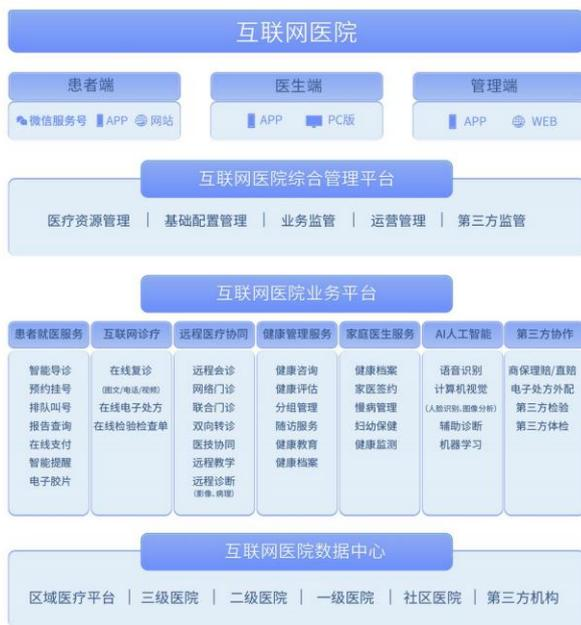 互联网医院
患者端
医生端
管理端
微信服务号 APP 网站
APP PC版
APP WEB
互联网医院综合管理平台
医疗资源管理 | 基础配置管理 | 业务监管 | 运营管理 | 第三方监管
互联网医院业务平台
患者就医服务
智能导诊
预约挂号
排队叫号
报告查询
在线支付
智能提醒
电子胶片
互联网诊疗
在线复诊
(图文/电话/视频)
在线电子处方
在线检验检查单
远程医疗协同
远程会诊
网络门诊
联合门诊
双向转诊
医技协同
远程教学
远程诊断
(影像、病理)
健康管理服务
健康咨询
健康评估
分组管理
随访服务
健康教育
健康档案
家庭医生服务
健康档案
家医签约
慢病管理
妇幼保健
健康监测
AI人工智能
语音识别
计算机视觉
(人脸识别、图像分析)
辅助诊断
机器学习
第三方协作
商保理赔/直赔
电子处方外配
第三方检验
第三方体检
互联网医院数据中心
区域医疗平台 | 三级医院 | 二级医院 | 一级医院 | 社区医院 | 第三方机构